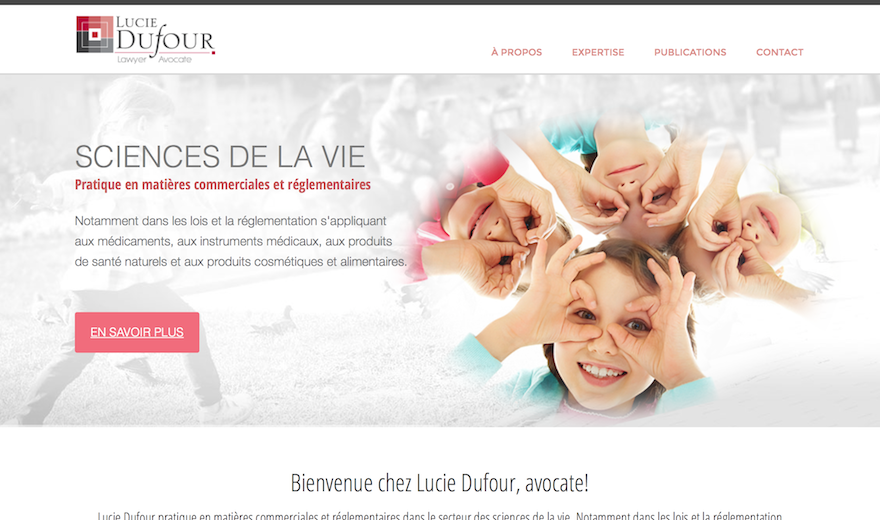 LUCIE
DUfOUR
Lawyer Avocate
À PROPOS EXPERTISE PUBLICATIONS CONTACT
SCIENCES DE LA VIE
Pratique en matières commerciales et réglementaires
Notamment dans les lois et la réglementation s'appliquant
aux médicaments, aux instruments médicaux, aux produits
de santé naturels et aux produits cosmétiques et alimentaires.
EN SAVOIR PLUS
Bienvenue chez Lucie Dufour, avocate!
Lucie Dufour pratique en matières commerciales et réglementaires dans le secteur des sciences de la vie. Notamment dans les lois et la réglementation